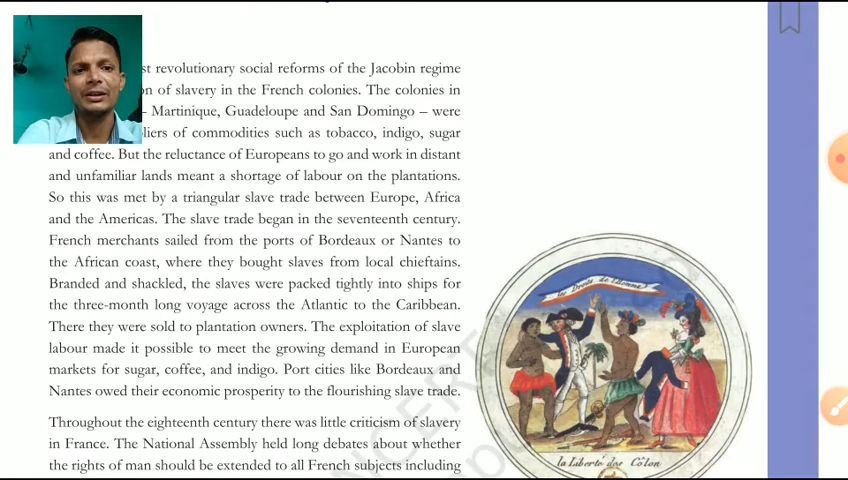 st revolutionary social reforms of the Jacobin regime
on of slavery in the French colonies. The colonies in
– Martinique, Guadeloupe and San Domingo – were
liers of commodities such as tobacco, indigo, sugar
and coffee. But the reluctance of Europeans to go and work in distant
and unfamiliar lands meant a shortage of labour on the plantations.
So this was met by a triangular slave trade between Europe, Africa
and the Americas. The slave trade began in the seventeenth century.
French merchants sailed from the ports of Bordeaux or Nantes to
the African coast, where they bought slaves from local chieftains.
Branded and shackled, the slaves were packed tightly into ships for
the three-month long voyage across the Atlantic to the Caribbean.
There they were sold to plantation owners. The exploitation of slave
labour made it possible to meet the growing demand in European
markets for sugar, coffee, and indigo. Port cities like Bordeaux and
Nantes owed their economic prosperity to the flourishing slave trade.
Throughout the eighteenth century there was little criticism of slavery
in France. The National Assembly held long debates about whether
the rights of man should be extended to all French subjects including
les Droits de l'homme
la Liberté des Côlon
NCERT